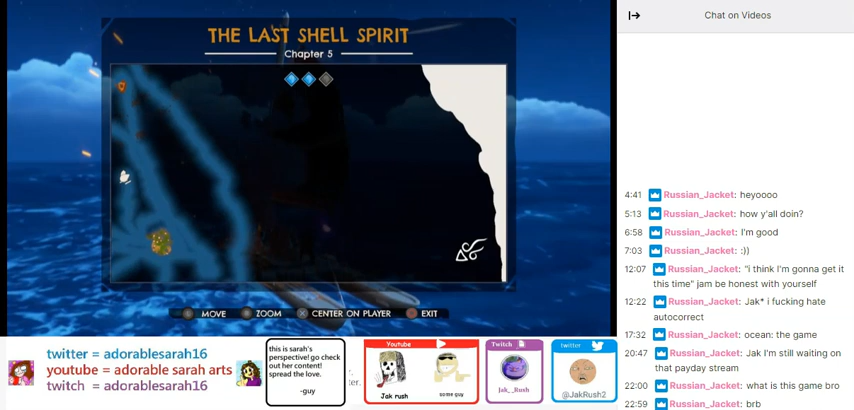 THE LAST SHELL SPIRIT
Chapter 5
MOVE
ZOOM
CENTER ON PLAYER
EXIT
twitter = adorablesarah16
youtube = adorable sarah arts
twitch = adorablesarah16
this is sarah's
perspective! go check
out her content!
spread the love.
-guy
er.
Youtube
Jak rush
some guy
Twitch
Jak_ _Rush
twitter
@JakRush2
Chat on Videos
4:41 Russian_Jacket: heyoooo
5:13 Russian_Jacket: how y'all doin?
6:58 Russian_Jacket: I'm good
7:03 Russian_Jacket: :))
12:07 Russian_Jacket: "i think I'm gonna get it
this time" jam be honest with yourself
12:22 Russian_Jacket: Jak* i fucking hate
autocorrect
17:32 Russian_Jacket: ocean: the game
20:47 Russian_Jacket: Jak I'm still waiting on
that payday stream
22:00 Russian_Jacket: what is this game bro
22:59 Russian_Jacket: brb